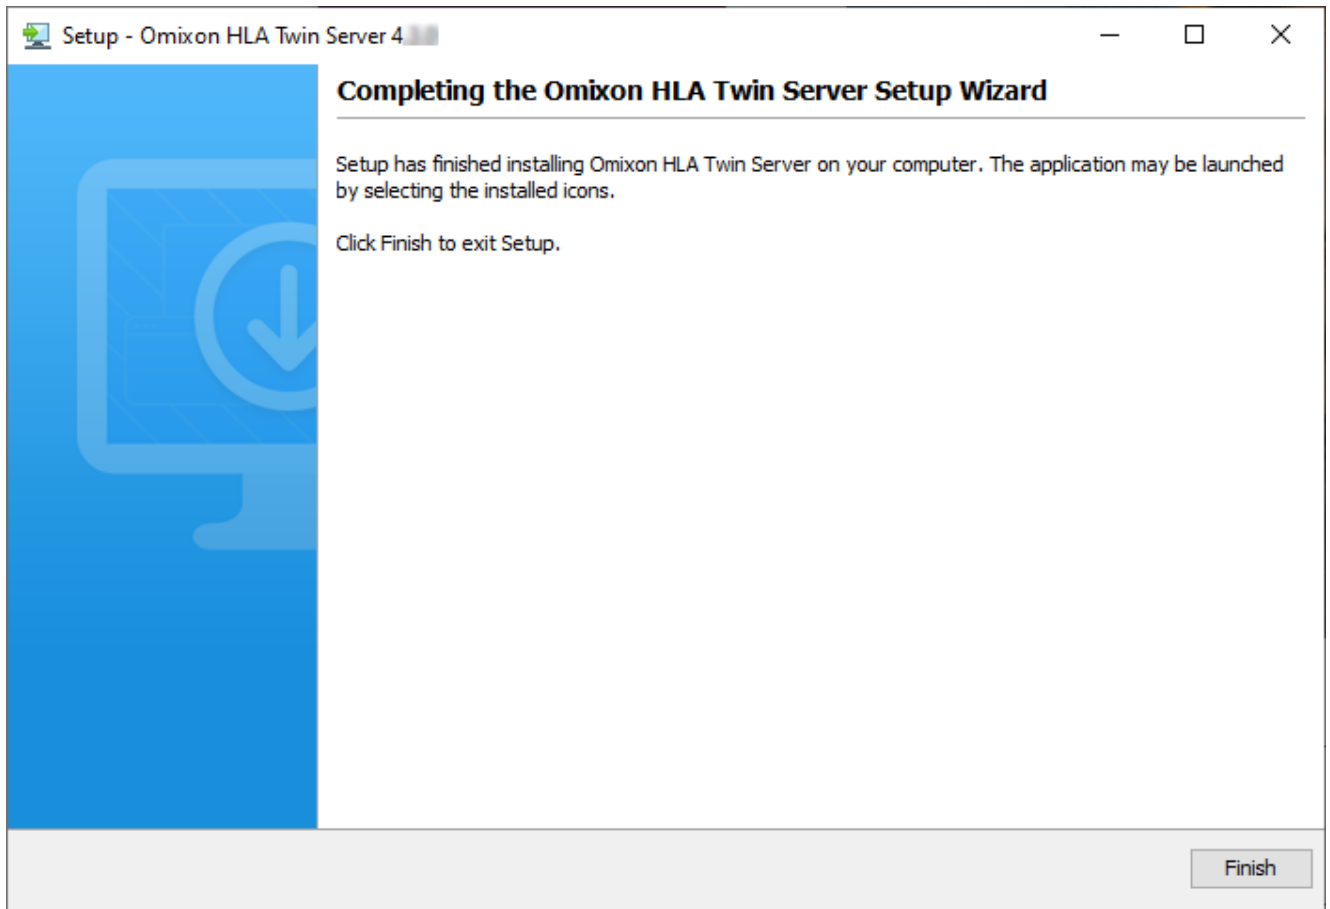 Setup - Omixon HLA Twin Server 4
Completing the Omixon HLA Twin Server Setup Wizard
Setup has finished installing Omixon HLA Twin Server on your computer. The application may be launched
by selecting the installed icons.
Click Finish to exit Setup.
Finish